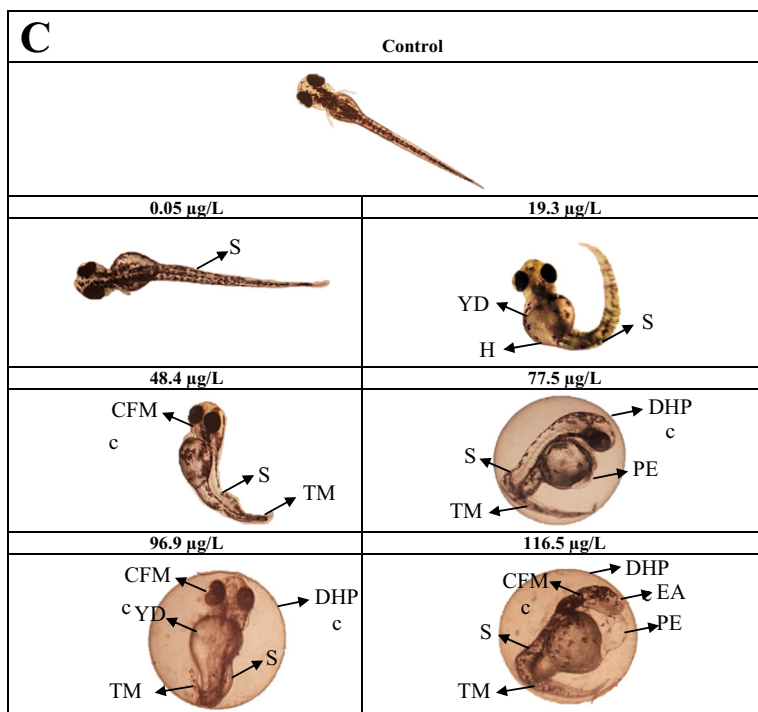 C
Control
0.05 µg/L
19.3 µg/L
S
YD
S
H
48.4 µg/L
77.5 µg/L
CFM
c
S
TM
DHP
c
S
PE
TM
96.9 µg/L
116.5 µg/L
CFM
c YD
DHP
c
S
TM
DHP
CFM
c
c EA
PE
S
TM